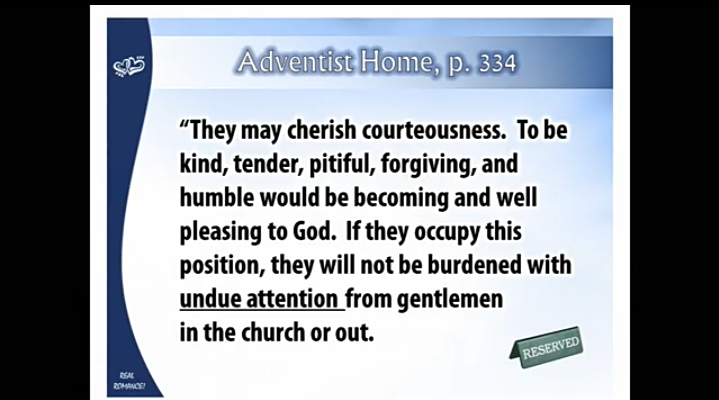 Adventist Home, p. 334
“They may cherish courteousness.  To be
kind, tender, pitiful, forgiving, and
humble would be becoming and well
pleasing to God.  If they occupy this
position, they will not be burdened with
undue attention from gentlemen
in the church or out.
RESERVED
REAL
ROMANCE!